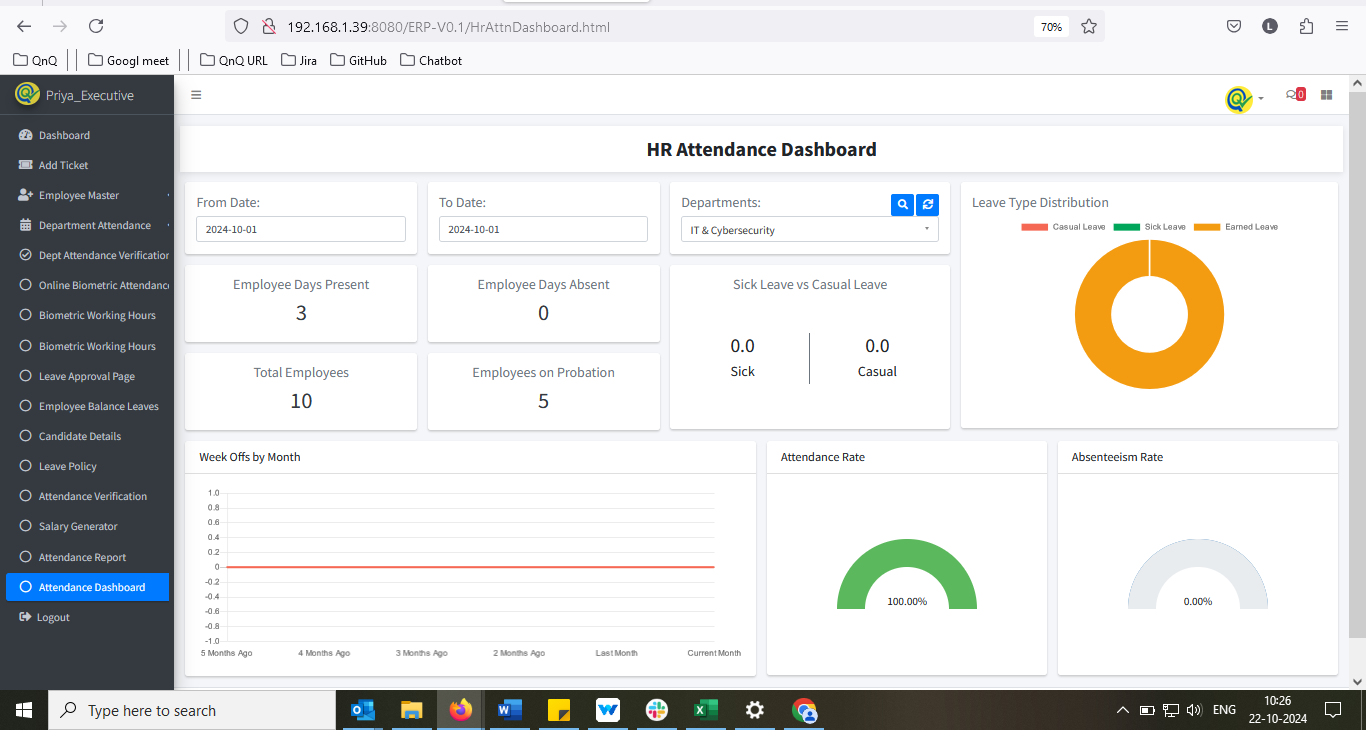 192.168.1.39:8080/ERP-V0.1/HrAttnDashboard.html
70%
L
QnQ
Googl meet
QnQ URL
Jira
GitHub
Chatbot
Priya_Executive
0
Dashboard
Add Ticket
Employee Master
Department Attendance
Dept Attendance Verification
Online Biometric Attendanc
Biometric Working Hours
Biometric Working Hours
Leave Approval Page
Employee Balance Leaves
Candidate Details
Leave Policy
Attendance Verification
Salary Generator
Attendance Report
Attendance Dashboard
Logout
HR Attendance Dashboard
From Date:
2024-10-01
To Date:
2024-10-01
Departments:
IT & Cybersecurity
Leave Type Distribution
Casual Leave
Sick Leave
Earned Leave
Employee Days Present
3
Employee Days Absent
0
Sick Leave vs Casual Leave
0.0
Sick
0.0
Casual
Total Employees
10
Employees on Probation
5
Week Offs by Month
1.0
0.8
0.6
0.4
0.2
0
-0.2
-0.4
-0.6
-0.8
-1.0
5 Months Ago
4 Months Ago
3 Months Ago
2 Months Ago
Last Month
Current Month
Attendance Rate
100.00%
Absenteeism Rate
0.00%
Type here to search
ENG
10:26
22-10-2024